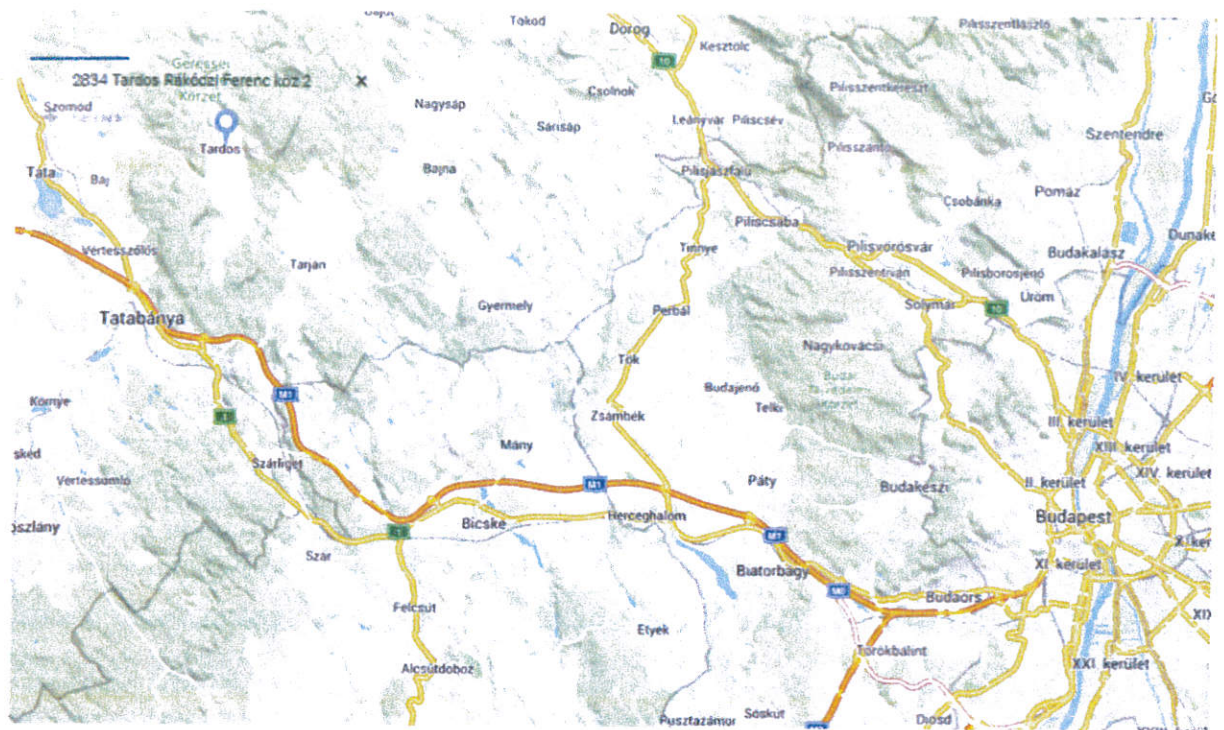 Tokod
Dorog
Kesztölc
Pilisszentlászló
10
Gerecsei
2834 Tardos Rákóczi Ferenc köz 2 ×
Körzet
Csolnok
Pilisszentkereszt
Nagysáp
Szomód
Sárisáp
Leányvár
Piliscsév
Szentendre
Tardos
Pilisszántó
Tata
Baj
Bajna
Pilisjászfalu
Pomáz
Csobánka
Piliscsaba
Vértesszőlős
Tinnye
Pilisvörösvár
Budakalász
Tarján
Pilisszentiván
Pilisborosjenő
Gyermely
Solymár
Üröm
10
Tatabánya
Perbál
Nagykovácsi
Tök
Budajenő
IV. kerület
M1
Telki
Környe
Zsámbék
III. kerület
Mány
XIII. kerület
Szárliget
XIV. kerület
Vértessomló
M1
Páty
Budakeszi
II. kerület
Herceghalom
Budapest
Bicske
M1
Szár
XI. kerület
Biatorbágy
M0
Budaörs
Felcsút
Etyek
Törökbálint
XXI. kerület
Alcsútdoboz
Pusztazámor
Sóskút
Diósd